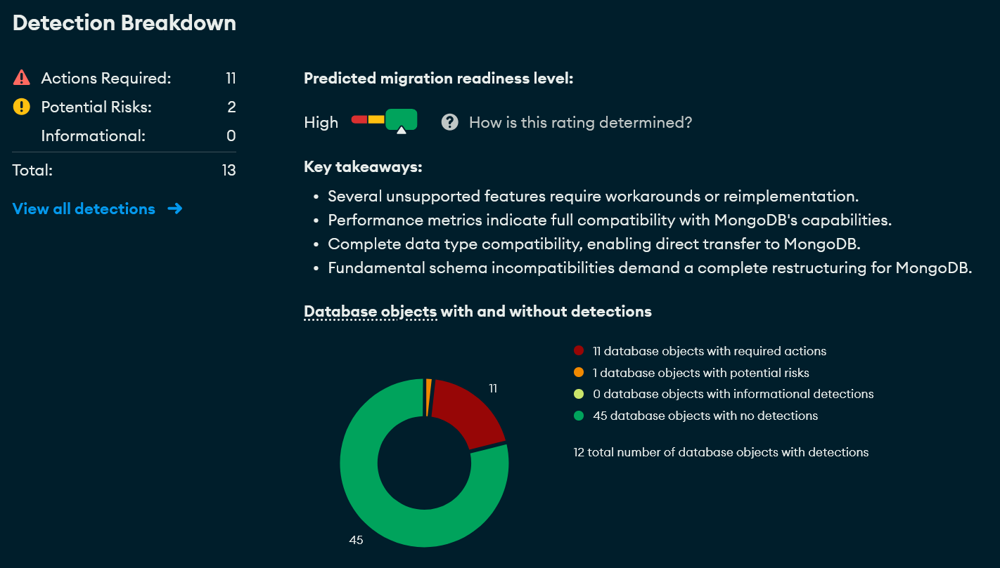 Detection Breakdown
Actions Required: 11
Potential Risks: 2
Informational: 0
Total: 13
View all detections
Predicted migration readiness level:
High
How is this rating determined?
Key takeaways:
• Several unsupported features require workarounds or reimplementation.
• Performance metrics indicate full compatibility with MongoDB's capabilities.
• Complete data type compatibility, enabling direct transfer to MongoDB.
• Fundamental schema incompatibilities demand a complete restructuring for MongoDB.
Database objects with and without detections
11
45
11 database objects with required actions
1 database objects with potential risks
0 database objects with informational detections
45 database objects with no detections
12 total number of database objects with detections